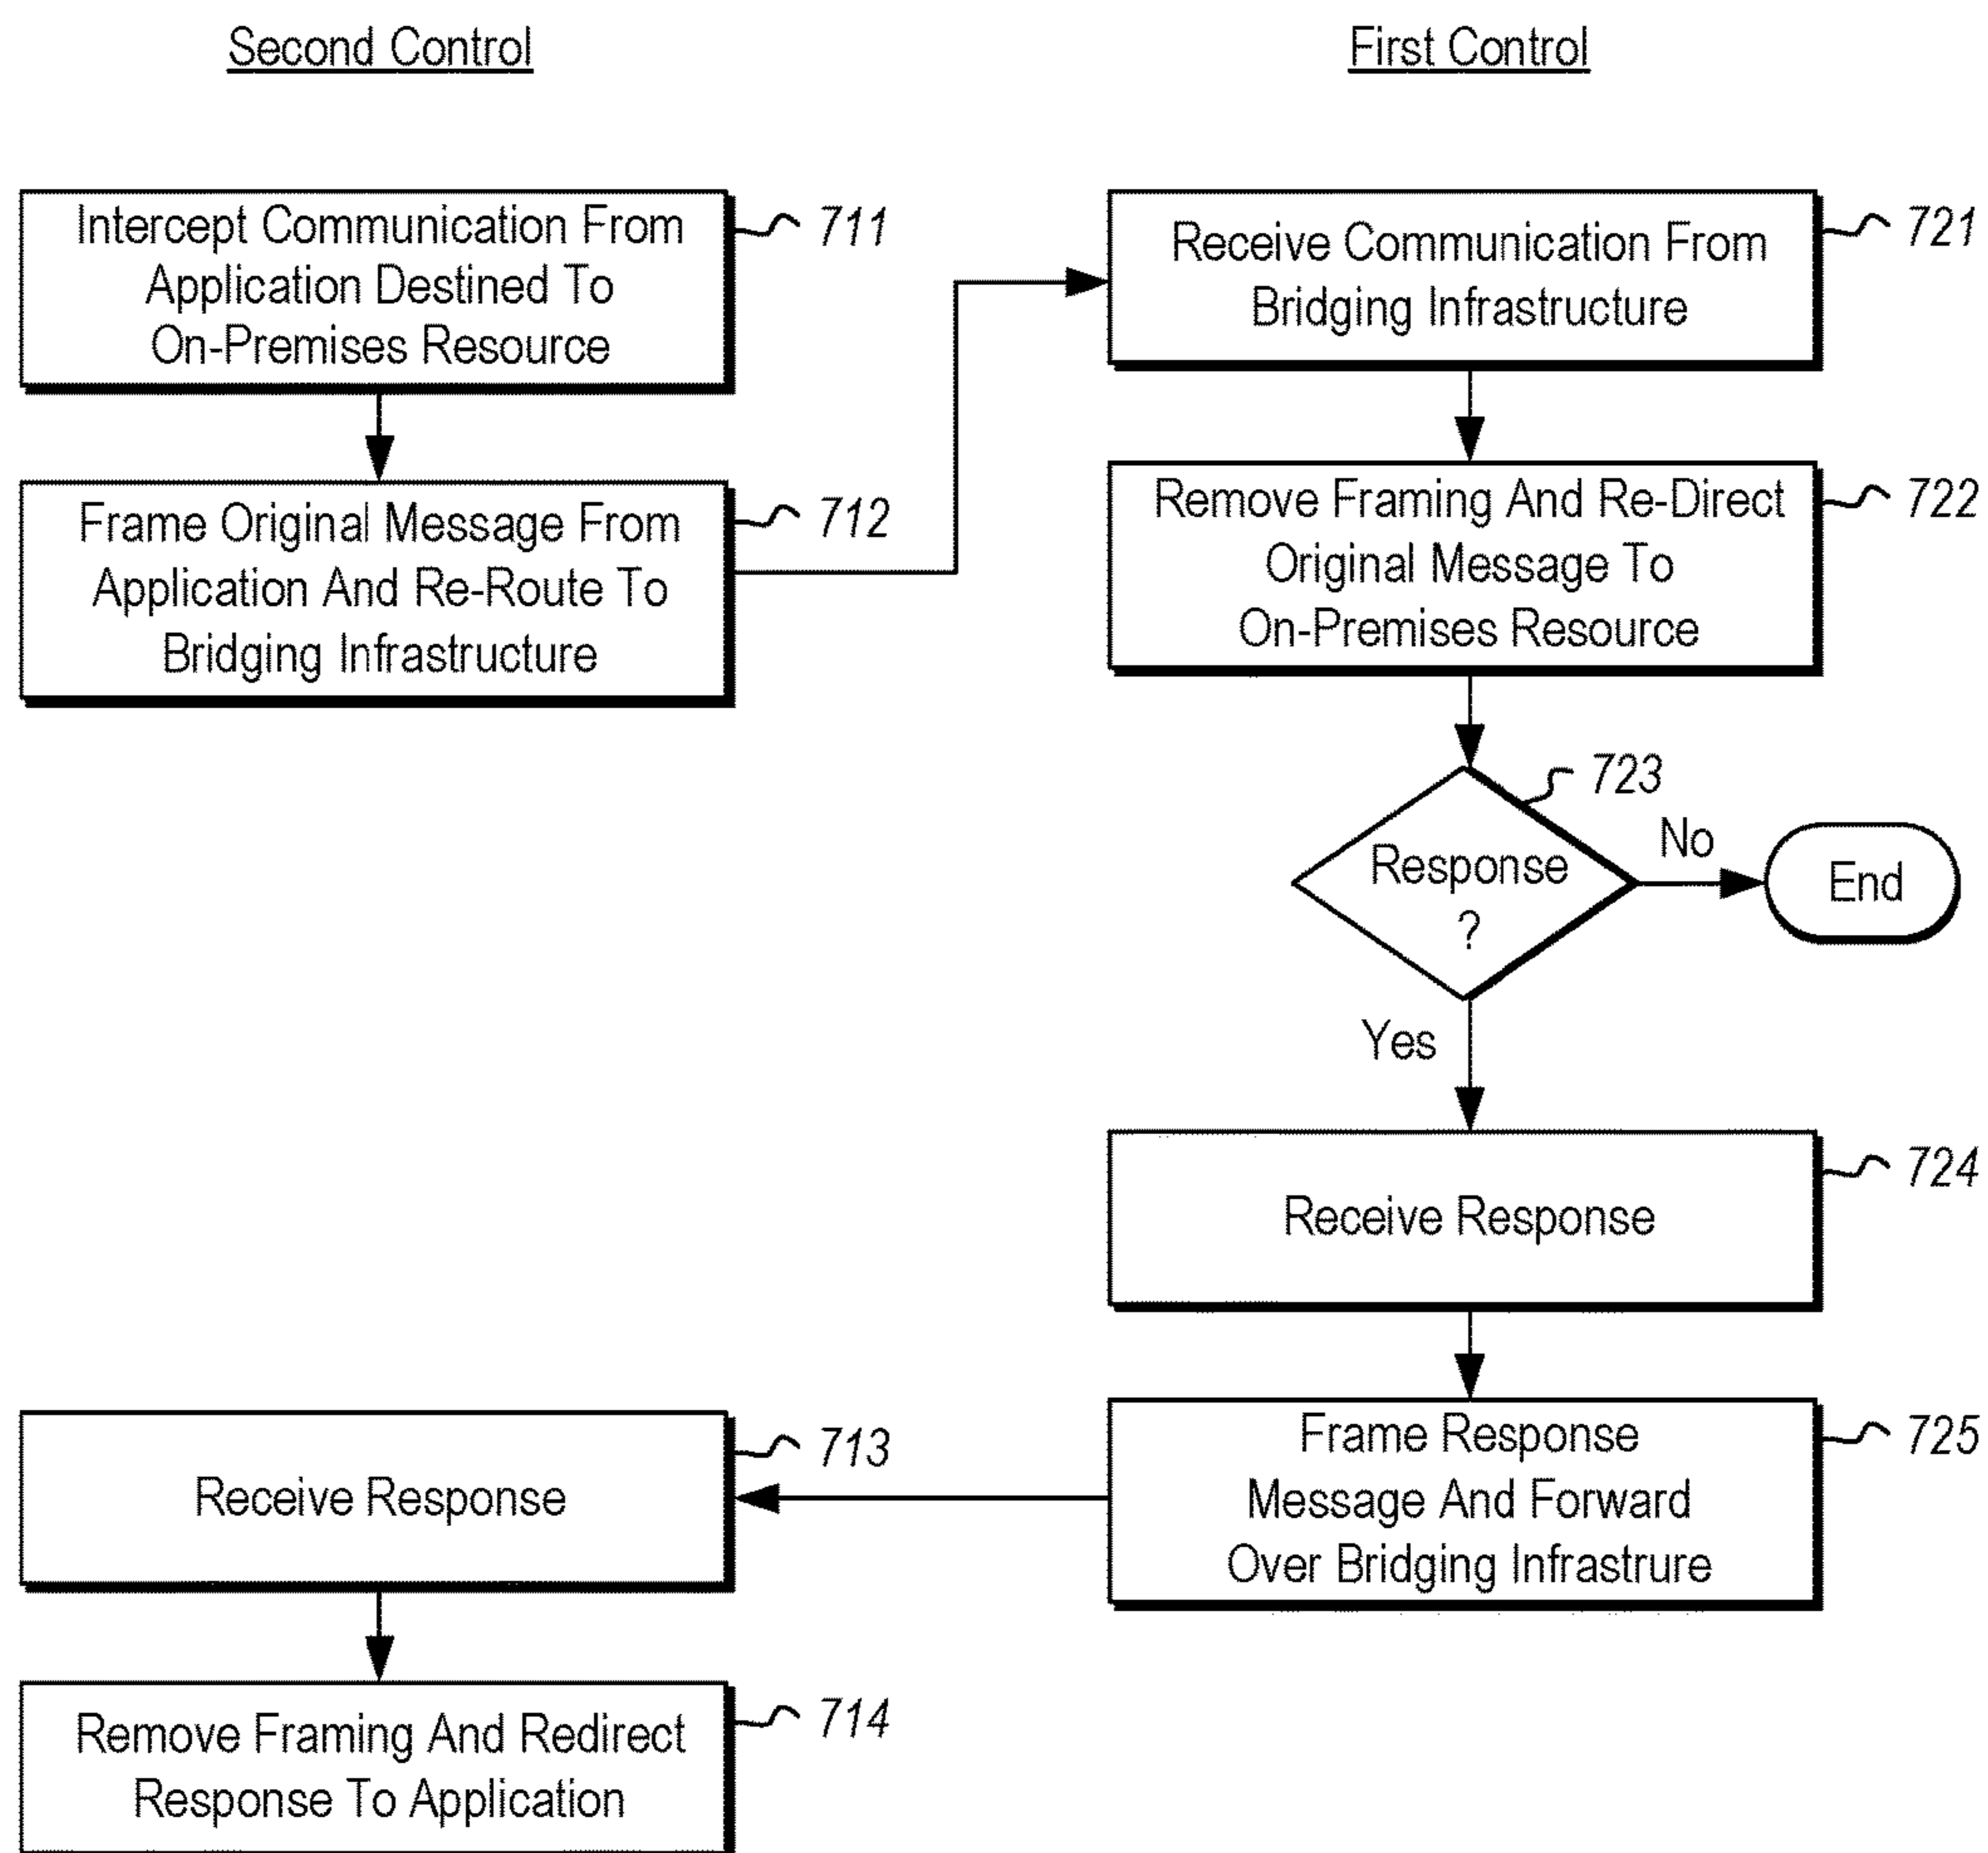 Second Control
First Control
Intercept Communication From
Application Destined To
On-Premises Resource
711
Frame Original Message From
Application And Re-Route To
Bridging Infrastructure
712
Receive Communication From
Bridging Infrastructure
721
Remove Framing And Re-Direct
Original Message To
On-Premises Resource
722
723
Response
?
No
End
Yes
Receive Response
724
Frame Response
Message And Forward
Over Bridging Infrastrure
725
Receive Response
713
Remove Framing And Redirect
Response To Application
714